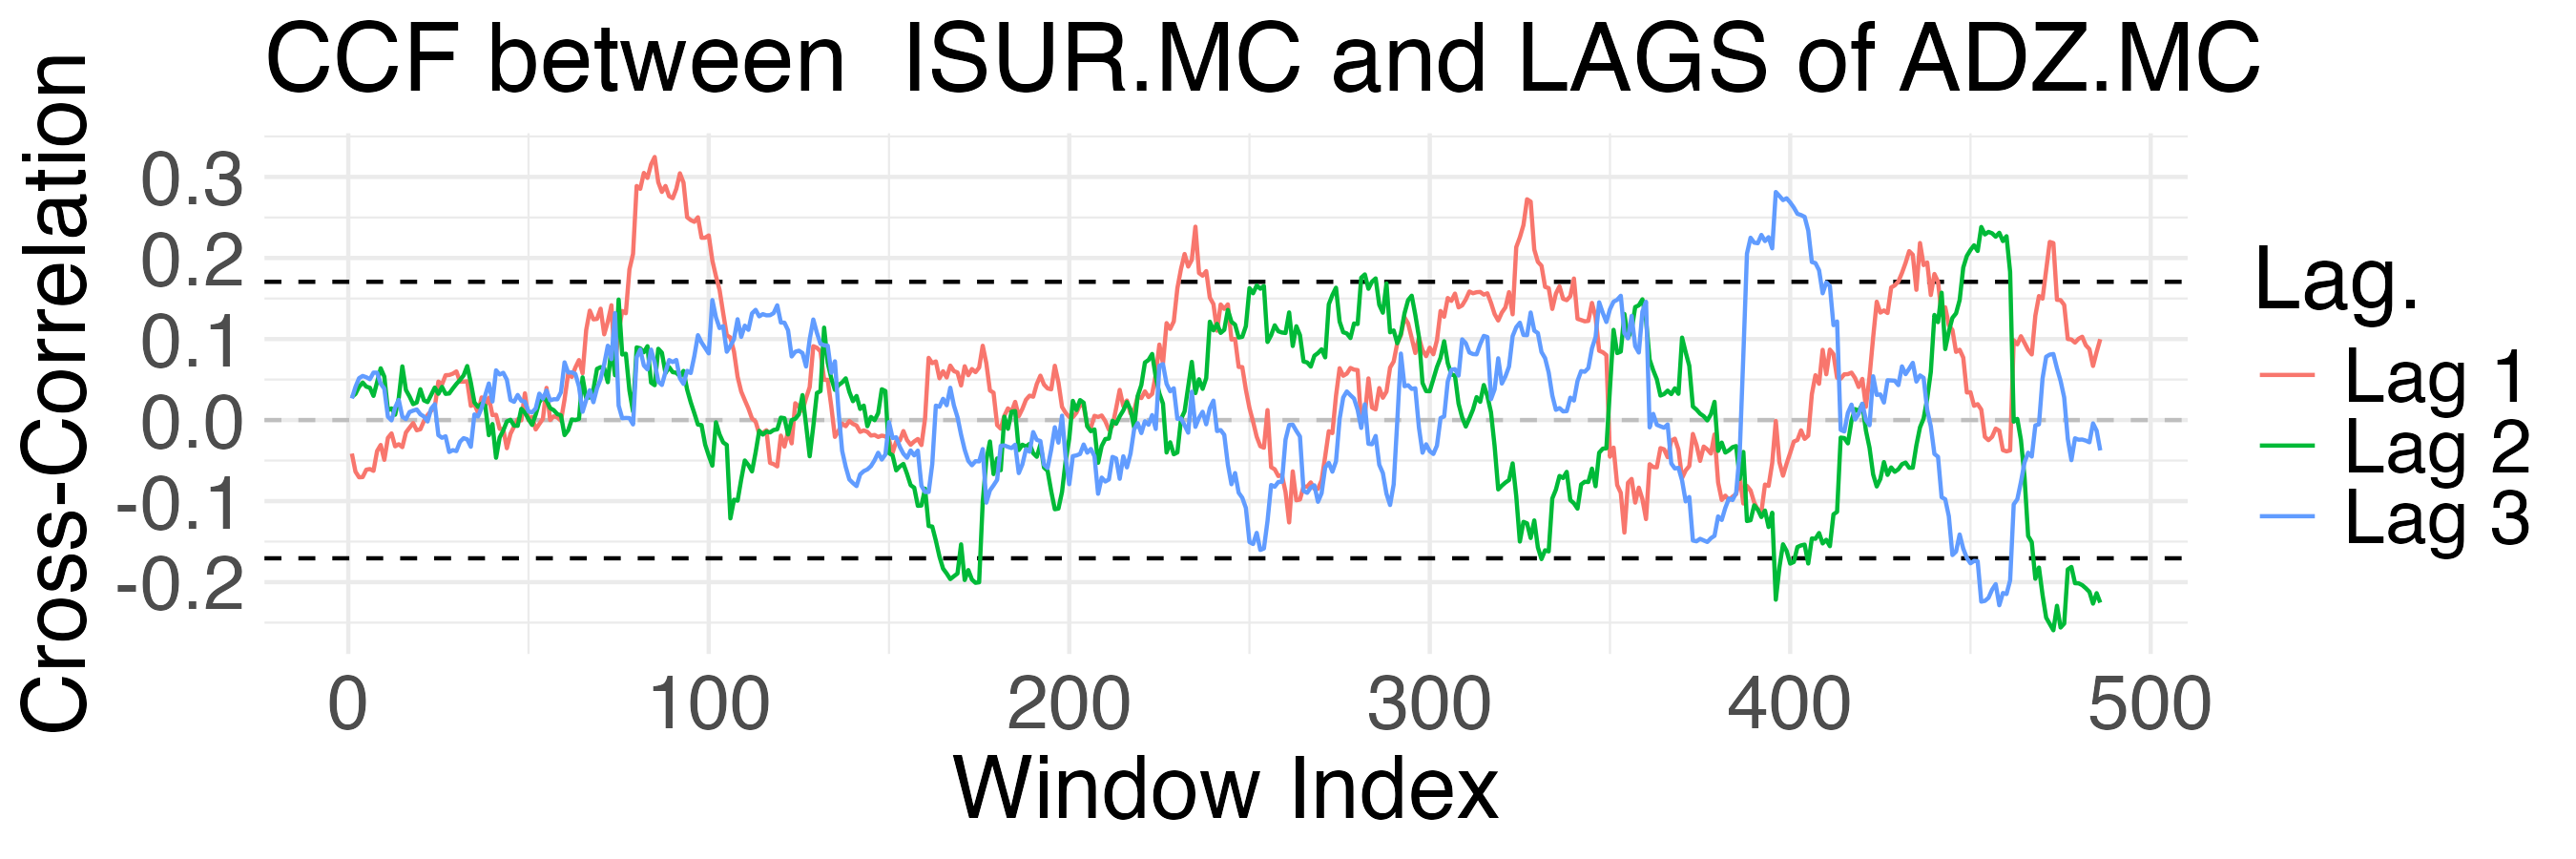 CCF between  ISUR.MC and LAGS of ADZ.MC
Cross-Correlation
0.3
0.2
0.1
0.0
-0.1
-0.2
0 100 200 300 400 500
Window Index
Lag.
Lag 1
Lag 2
Lag 3